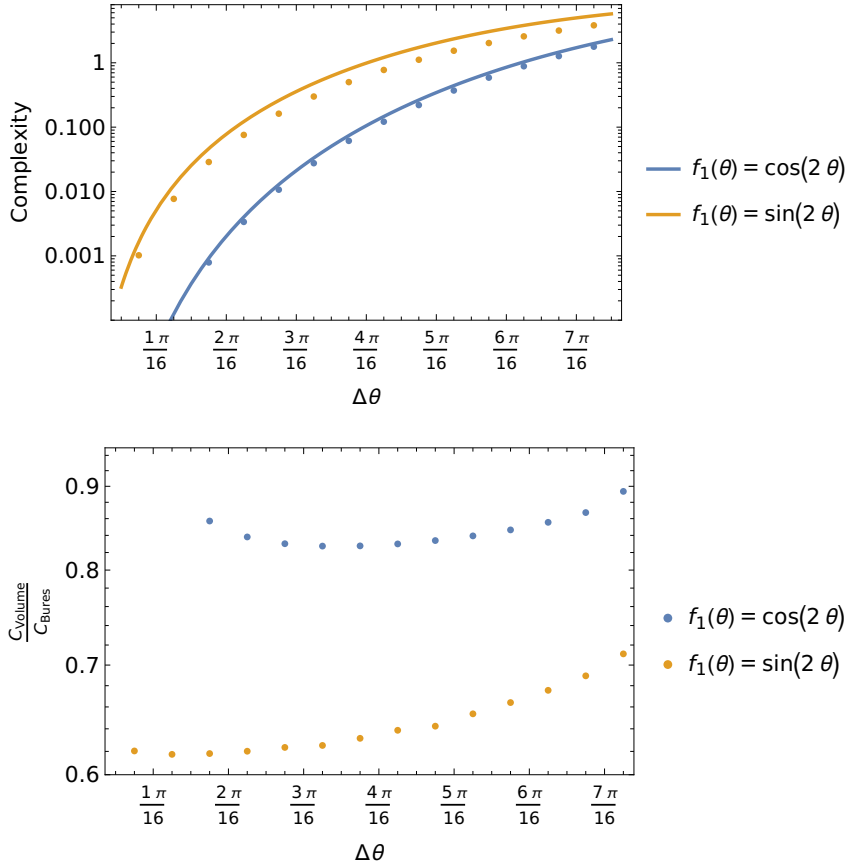 Complexity
1
0.100
0.010
0.001
1 π 2 π 3 π 4 π 5 π 6 π 7 π
16 16 16 16 16 16 16
Δθ
f1(θ) = cos(2 θ)
f1(θ) = sin(2 θ)
CVolume
CBures
0.9
0.8
0.7
0.6
1 π 2 π 3 π 4 π 5 π 6 π 7 π
16 16 16 16 16 16 16
Δθ
f1(θ) = cos(2 θ)
f1(θ) = sin(2 θ)